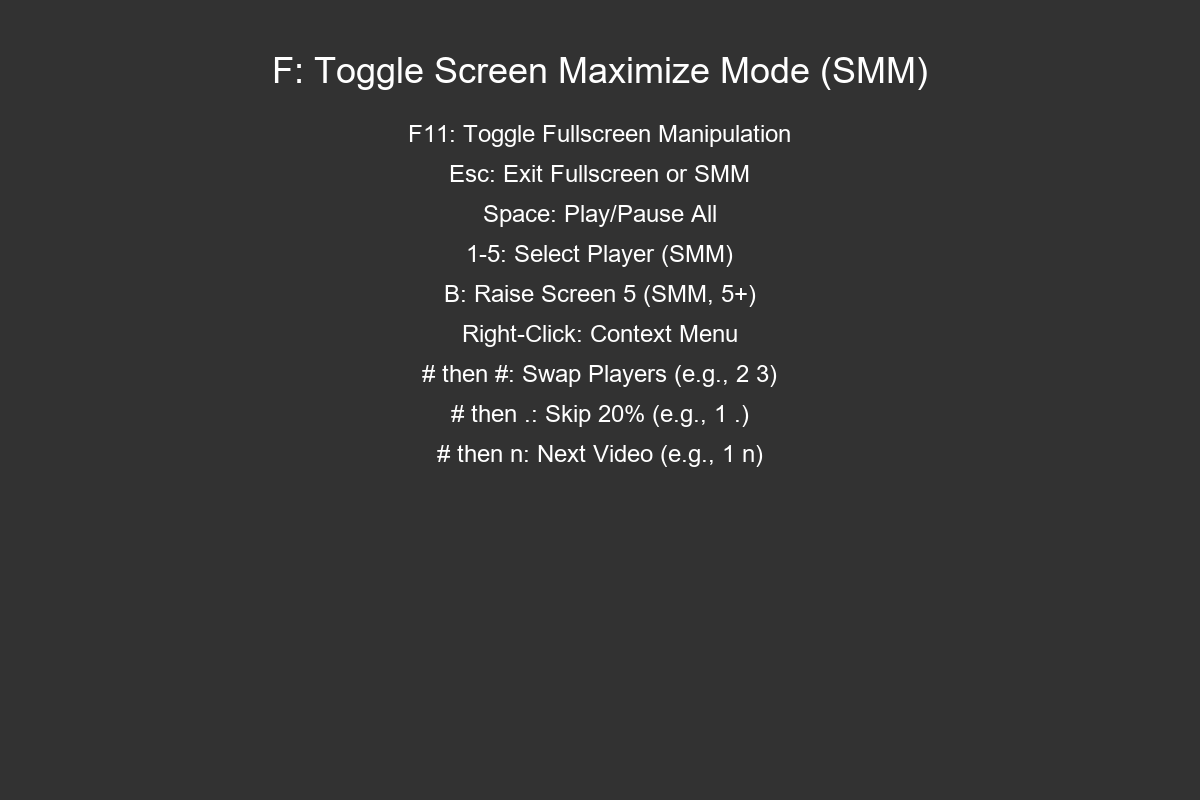 F: Toggle Screen Maximize Mode (SMM)
F11: Toggle Fullscreen Manipulation
Esc: Exit Fullscreen or SMM
Space: Play/Pause All
1-5: Select Player (SMM)
B: Raise Screen 5 (SMM, 5+)
Right-Click: Context Menu
# then #: Swap Players (e.g., 2 3)
# then .: Skip 20% (e.g., 1 .)
# then n: Next Video (e.g., 1 n)